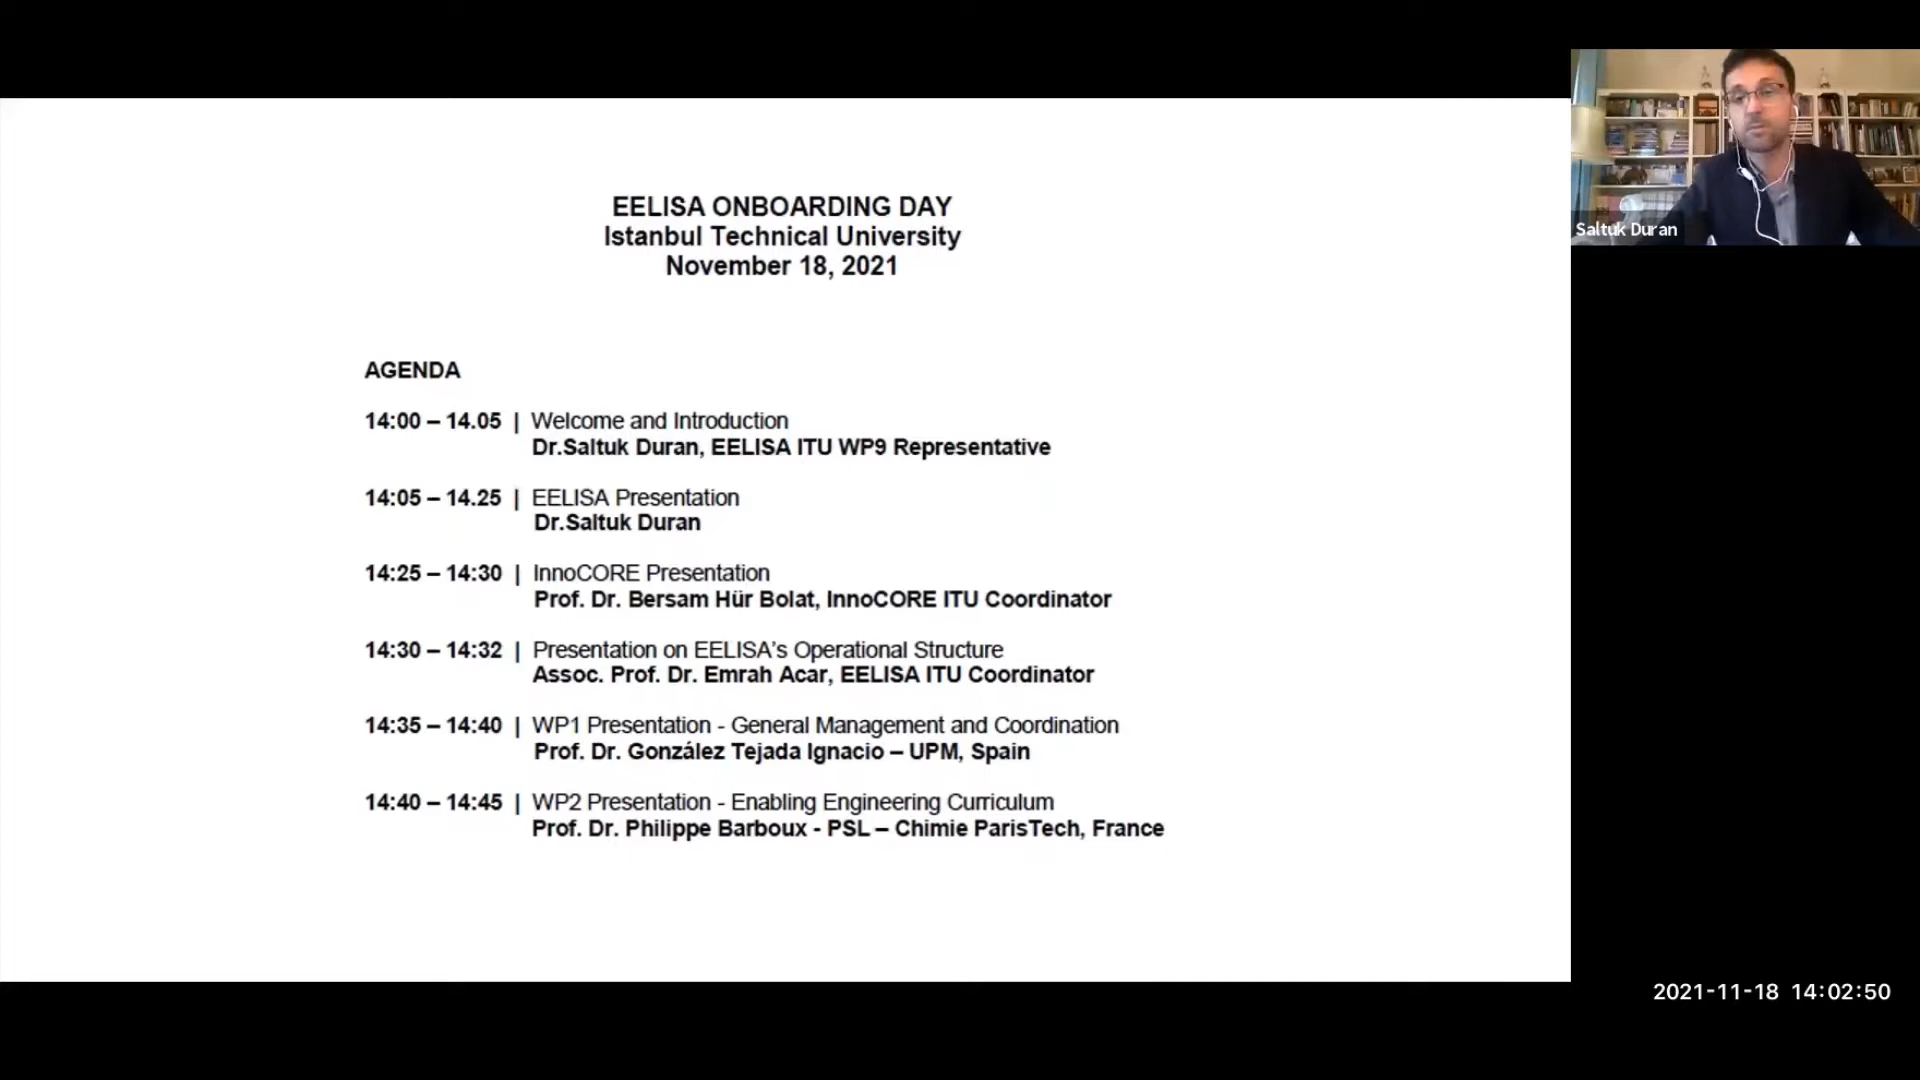 EELISA ONBOARDING DAY
Istanbul Technical University
November 18, 2021
AGENDA
14:00 – 14.05 | Welcome and Introduction
Dr.Saltuk Duran, EELISA ITU WP9 Representative
14:05 – 14.25 | EELISA Presentation
Dr.Saltuk Duran
14:25 – 14:30 | InnoCORE Presentation
Prof. Dr. Bersam Hür Bolat, InnoCORE ITU Coordinator
14:30 – 14:32 | Presentation on EELISA's Operational Structure
Assoc. Prof. Dr. Emrah Acar, EELISA ITU Coordinator
14:35 – 14:40 | WP1 Presentation - General Management and Coordination
Prof. Dr. González Tejada Ignacio – UPM, Spain
14:40 – 14:45 | WP2 Presentation - Enabling Engineering Curriculum
Prof. Dr. Philippe Barboux - PSL – Chimie ParisTech, France
Saltuk Duran
2021-11-18 14:02:50